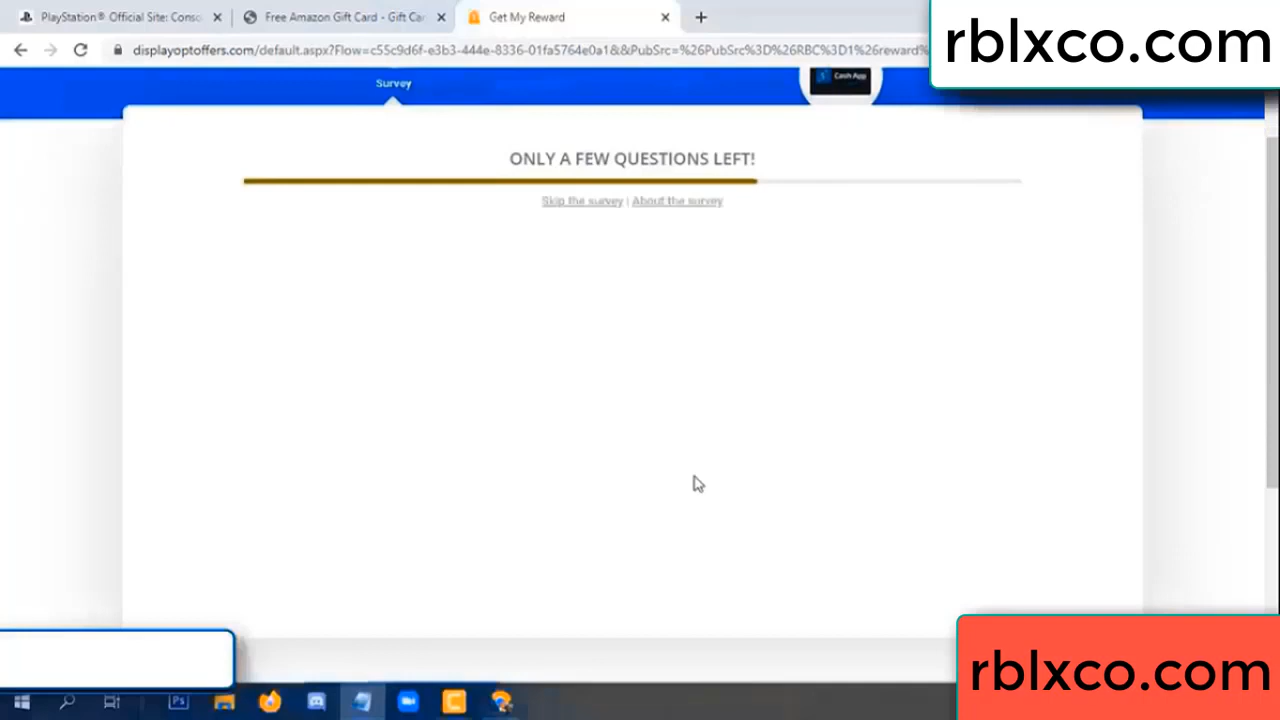 PlayStation® Official Site: Conso
Free Amazon Gift Card - Gift Car
Get My Reward
displayoptoffers.com/default.aspx?Flow=c55c9d6f-e3b3-444e-8336-01fa5764e0a1&&PubSrc=%26PubSrc%3D%26RBC%3D1%26reward%
rblxco.com
Survey
Cash App
ONLY A FEW QUESTIONS LEFT!
Skip the survey | About the survey
rblxco.com
Ps